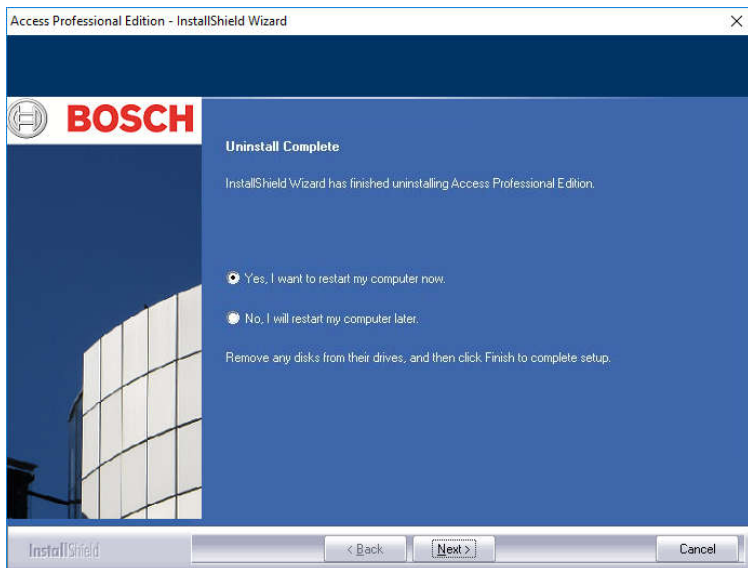 Access Professional Edition - InstallShield Wizard
BOSCH
Uninstall Complete
InstallShield Wizard has finished uninstalling Access Professional Edition.
Yes, I want to restart my computer now.
No, I will restart my computer later.
Remove any disks from their drives, and then click Finish to complete setup.
InstallShield
< Back
Next >
Cancel